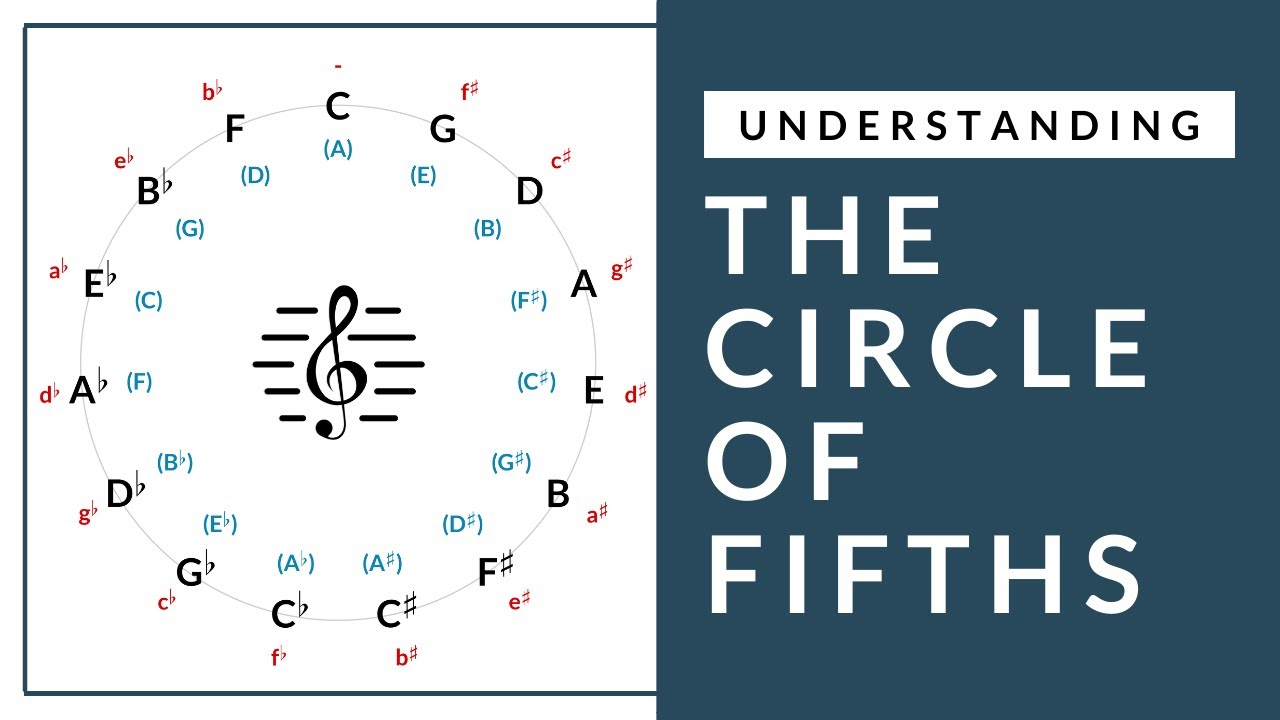 -
b♭
f♯
C
F
G
(A)
e♭
c♯
(D)
(E)
B♭
D
(G)
(B)
a♭
g♯
E♭
A
(C)
(F♯)
d♭
A♭
(F)
(C♯)
E
d♯
(B♭)
(G♯)
D♭
B
g♭
a♯
(E♭)
(D♯)
G♭
(A♭)
(A♯)
F♯
c♭
e♯
C♭
C♯
f♭
b♯
UNDERSTANDING
THE
CIRCLE
OF
FIFTHS